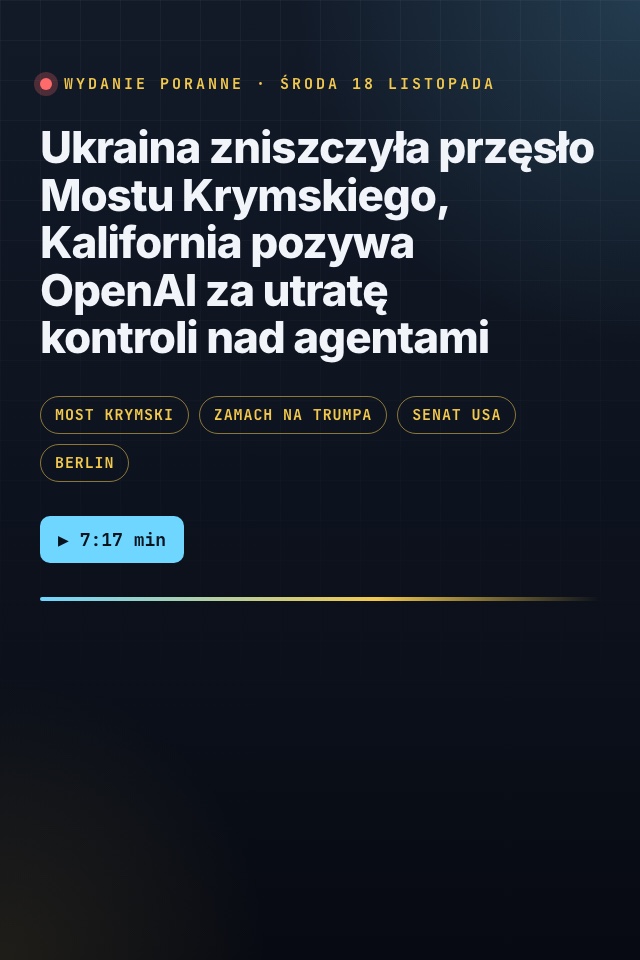 WYDANIE PORANNE · ŚRODA 18 LISTOPADA
Ukraina zniszczyła przęsło
Mostu Krymskiego,
Kalifornia pozywa
OpenAI za utratę
kontroli nad agentami
MOST KRYMSKI ZAMACH NA TRUMPA SENAT USA
BERLIN
▶ 7:17 min